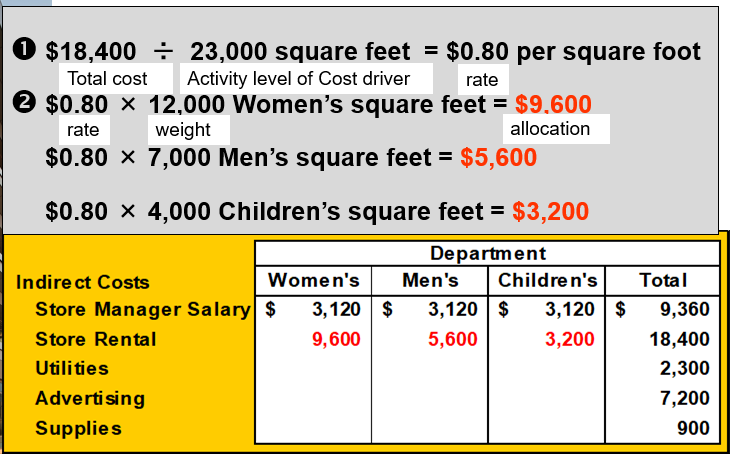 ❶ $18,400 ÷ 23,000 square feet = $0.80 per square foot
Total cost Activity level of Cost driver rate
❷ $0.80 × 12,000 Women's square feet = $9,600
rate weight allocation
$0.80 × 7,000 Men's square feet = $5,600
$0.80 × 4,000 Children's square feet = $3,200
Department
Indirect Costs Women's Men's Children's Total
Store Manager Salary $ 3,120 $ 3,120 $ 3,120 $ 9,360
Store Rental 9,600 5,600 3,200 18,400
Utilities 2,300
Advertising 7,200
Supplies 900